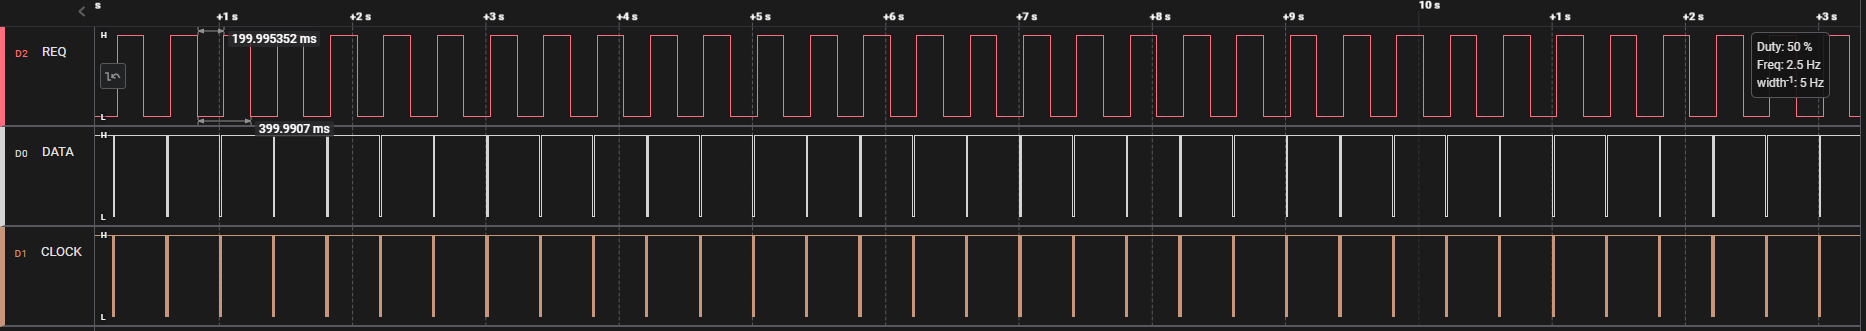 s +1 s +2 s +3 s +4 s +5 s +6 s +7 s +8 s +9 s 10 s +1 s +2 s +3 s
D2 REQ
H
L
199.995352 ms
399.9907 ms
Duty: 50 %
Freq: 2.5 Hz
width⁻¹: 5 Hz
D0 DATA
H
L
D1 CLOCK
H
L